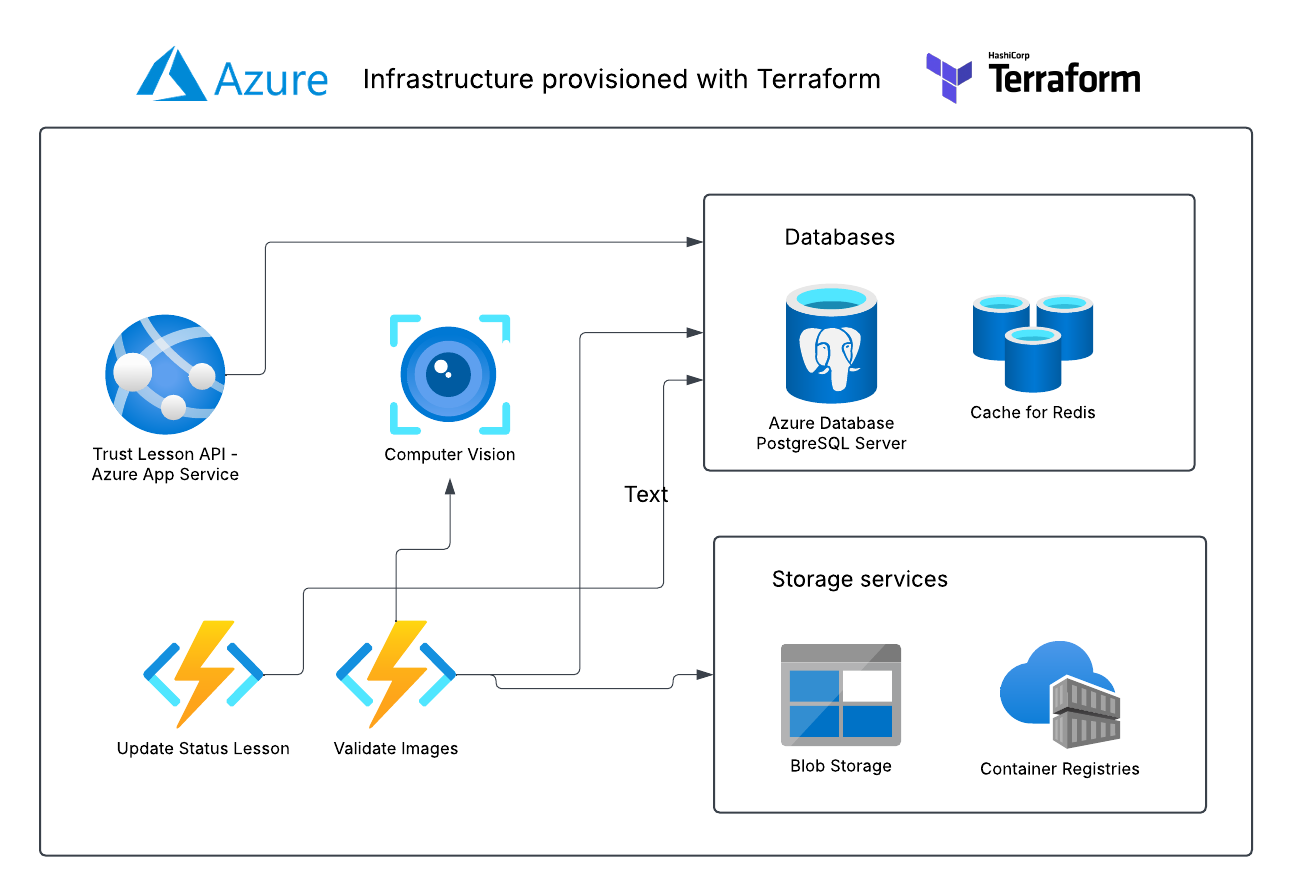 Azure
Infrastructure provisioned with Terraform
HashiCorp
Terraform
Databases
Azure Database
PostgreSQL Server
Cache for Redis
Trust Lesson API -
Azure App Service
Computer Vision
Text
Storage services
Update Status Lesson
Validate Images
Blob Storage
Container Registries